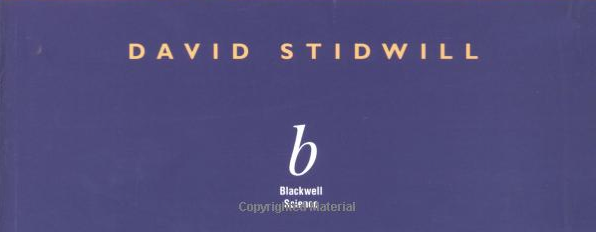 DAVID STIDWILL
b
Blackwell
Science
Copyrighted Material